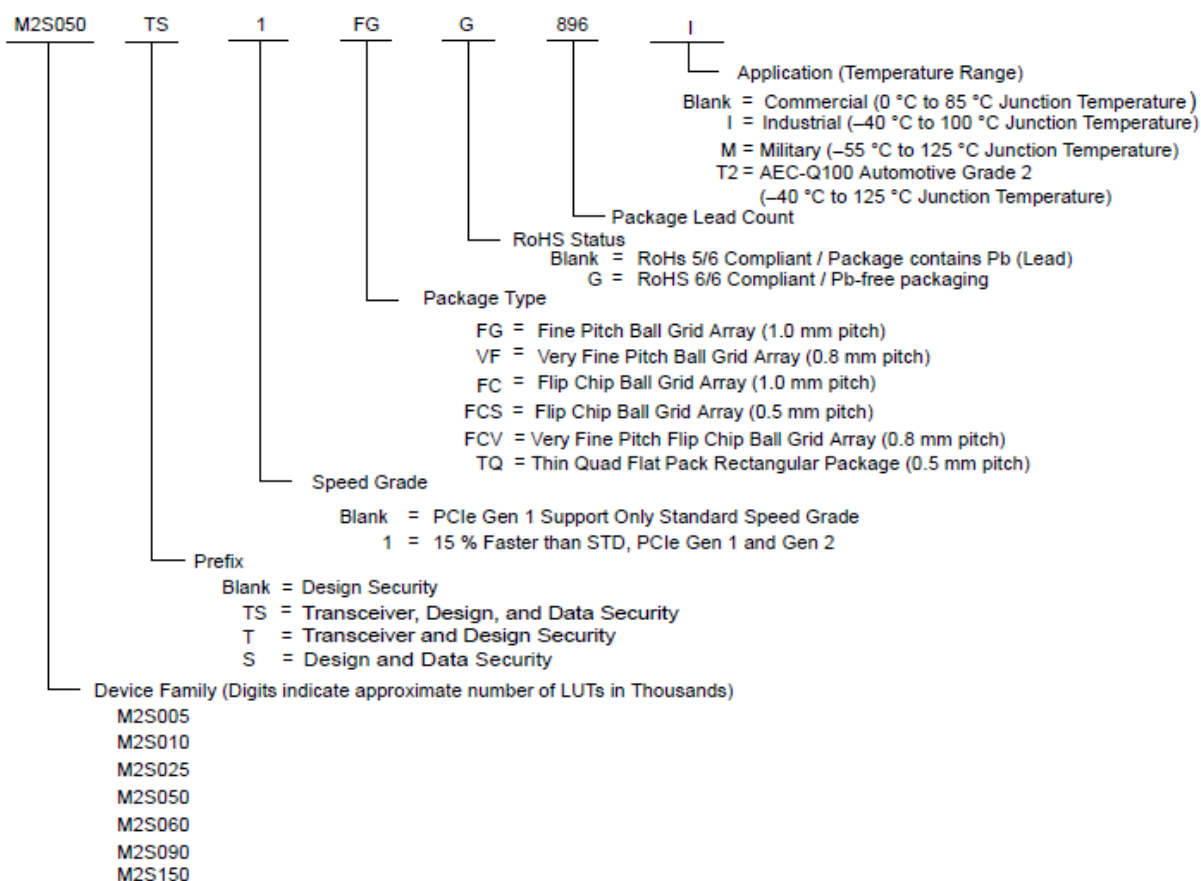 M2S050 TS 1 FG G 896 I
Application (Temperature Range)
Blank = Commercial (0 °C to 85 °C Junction Temperature)
I = Industrial (–40 °C to 100 °C Junction Temperature)
M = Military (–55 °C to 125 °C Junction Temperature)
T2 = AEC-Q100 Automotive Grade 2
(–40 °C to 125 °C Junction Temperature)
Package Lead Count
RoHS Status
Blank = RoHs 5/6 Compliant / Package contains Pb (Lead)
G = RoHS 6/6 Compliant / Pb-free packaging
Package Type
FG = Fine Pitch Ball Grid Array (1.0 mm pitch)
VF = Very Fine Pitch Ball Grid Array (0.8 mm pitch)
FC = Flip Chip Ball Grid Array (1.0 mm pitch)
FCS = Flip Chip Ball Grid Array (0.5 mm pitch)
FCV = Very Fine Pitch Flip Chip Ball Grid Array (0.8 mm pitch)
TQ = Thin Quad Flat Pack Rectangular Package (0.5 mm pitch)
Speed Grade
Blank = PCIe Gen 1 Support Only Standard Speed Grade
1 = 15 % Faster than STD, PCIe Gen 1 and Gen 2
Prefix
Blank = Design Security
TS = Transceiver, Design, and Data Security
T = Transceiver and Design Security
S = Design and Data Security
Device Family (Digits indicate approximate number of LUTs in Thousands)
M2S005
M2S010
M2S025
M2S050
M2S060
M2S090
M2S150